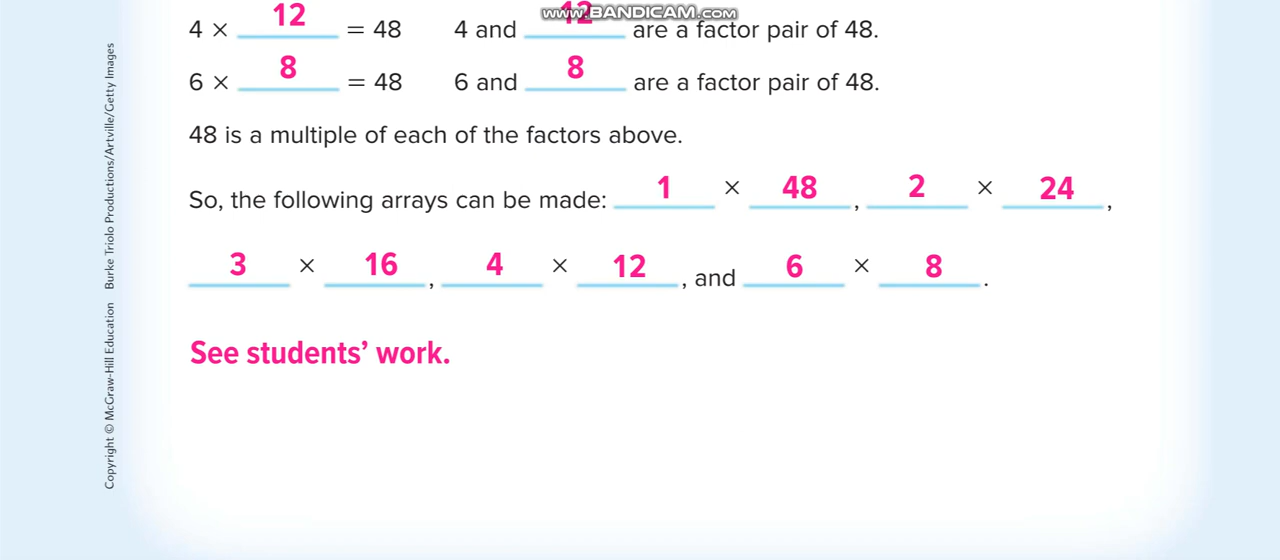 www.BANDICAM.com
4 × 12 = 48 4 and 12 are a factor pair of 48.
6 × 8 = 48 6 and 8 are a factor pair of 48.
48 is a multiple of each of the factors above.
So, the following arrays can be made: 1 × 48, 2 × 24,
3 × 16, 4 × 12, and 6 × 8.
See students’ work.
Copyright © McGraw-Hill Education Burke Triolo Productions/Artville/Getty Images